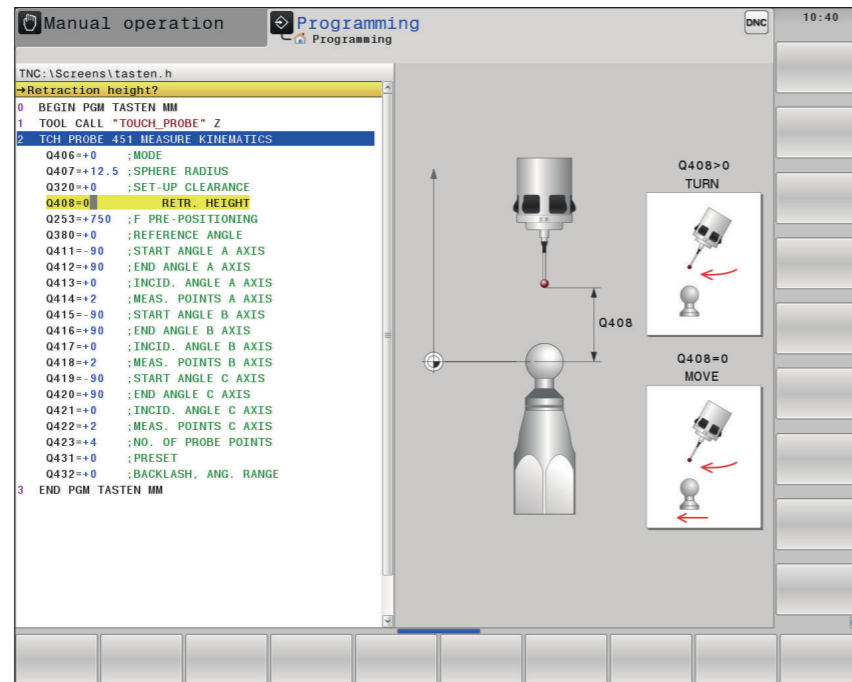 Manual operation
Programming
Programming
DNC
10:40
TNC:\Screens\tasten.h
→Retraction height?
0 BEGIN PGM TASTEN MM
1 TOOL CALL "TOUCH_PROBE" Z
2 TCH PROBE 451 MEASURE KINEMATICS
Q406=+0 ;MODE
Q407=+12.5 ;SPHERE RADIUS
Q320=+0 ;SET-UP CLEARANCE
Q408=0 RETR. HEIGHT
Q253=+750 ;F PRE-POSITIONING
Q380=+0 ;REFERENCE ANGLE
Q411=-90 ;START ANGLE A AXIS
Q412=+90 ;END ANGLE A AXIS
Q413=+0 ;INCID. ANGLE A AXIS
Q414=+2 ;MEAS. POINTS A AXIS
Q415=-90 ;START ANGLE B AXIS
Q416=+90 ;END ANGLE B AXIS
Q417=+0 ;INCID. ANGLE B AXIS
Q418=+2 ;MEAS. POINTS B AXIS
Q419=-90 ;START ANGLE C AXIS
Q420=+90 ;END ANGLE C AXIS
Q421=+0 ;INCID. ANGLE C AXIS
Q422=+2 ;MEAS. POINTS C AXIS
Q423=+4 ;NO. OF PROBE POINTS
Q431=+0 ;PRESET
Q432=+0 ;BACKLASH, ANG. RANGE
3 END PGM TASTEN MM
Q408
Q408>0
TURN
Q408=0
MOVE